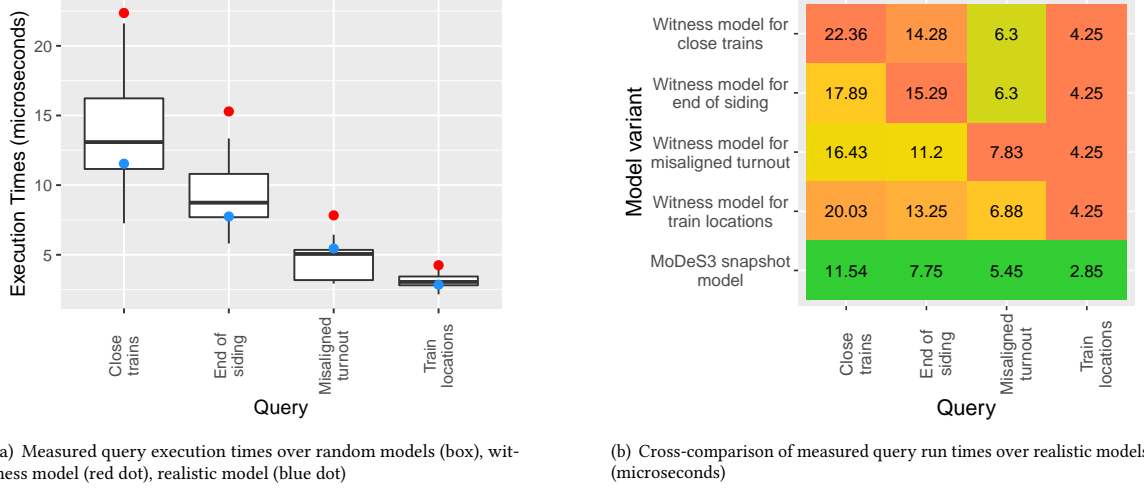 Execution Times (microseconds)
20
15
10
5
Close
trains
End of
siding
Misaligned
turnout
Train
locations
Query
a) Measured query execution times over random models (box), wit-
ness model (red dot), realistic model (blue dot)
Model variant
Witness model for
close trains
22.36 14.28 6.3 4.25
Witness model for
end of siding
17.89 15.29 6.3 4.25
Witness model for
misaligned turnout
16.43 11.2 7.83 4.25
Witness model for
train locations
20.03 13.25 6.88 4.25
MoDeS3 snapshot
model
11.54 7.75 5.45 2.85
Close
trains
End of
siding
Misaligned
turnout
Train
locations
Query
(b) Cross-comparison of measured query run times over realistic models
(microseconds)